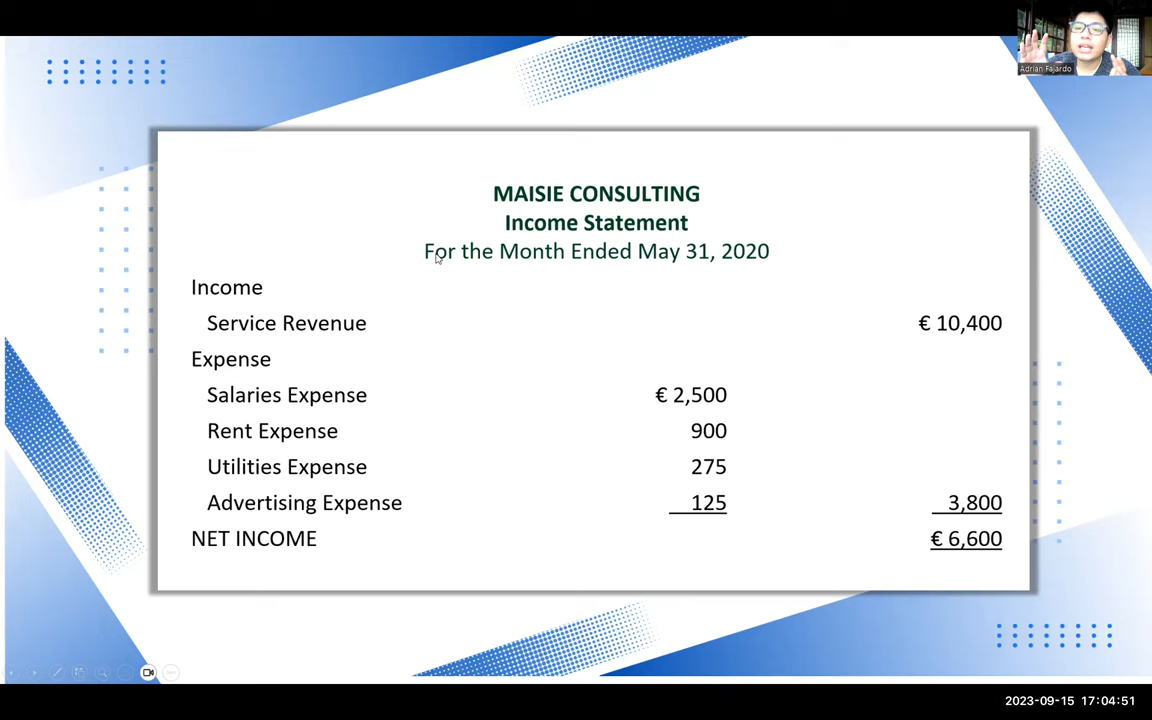 Adrian Fajardo
MAISIE CONSULTING
Income Statement
For the Month Ended May 31, 2020
Income
Service Revenue € 10,400
Expense
Salaries Expense € 2,500
Rent Expense 900
Utilities Expense 275
Advertising Expense 125 3,800
NET INCOME € 6,600
2023-09-15 17:04:51